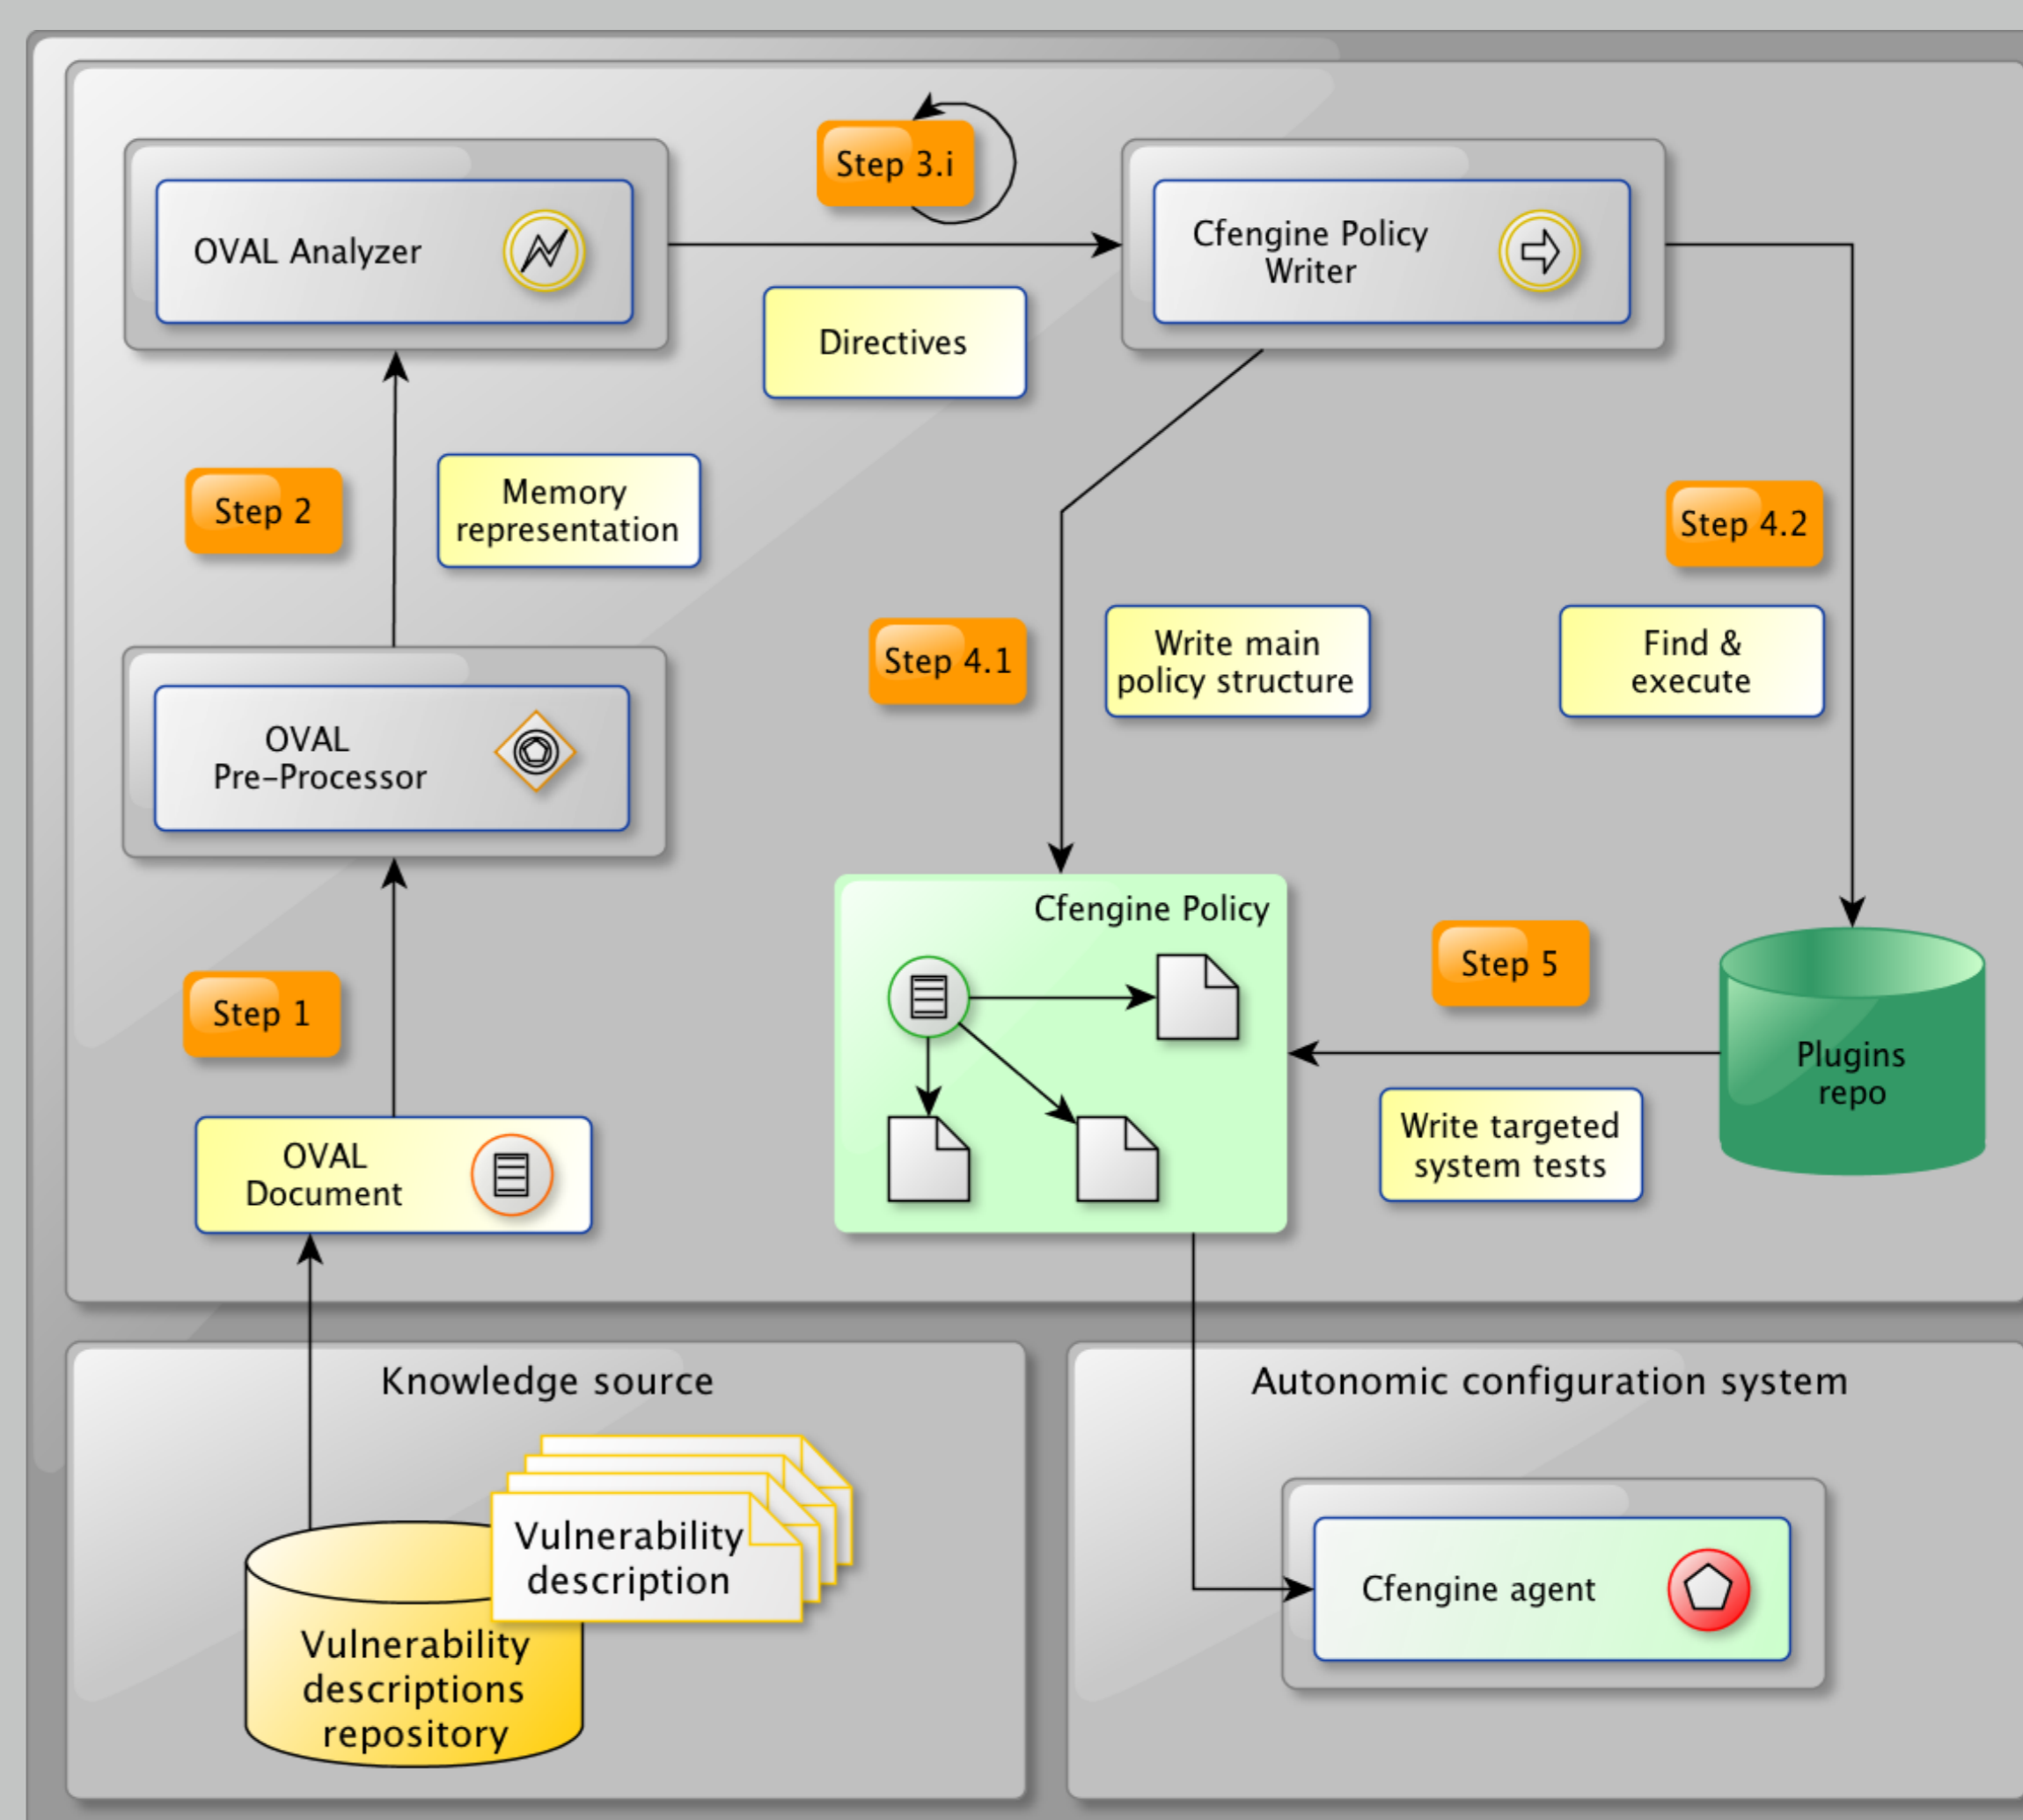 Step 3.i
OVAL Analyzer
Cfengine Policy
Writer
Directives
Step 2
Memory
representation
Step 4.2
Step 4.1
Write main
policy structure
Find &
execute
OVAL
Pre-Processor
Cfengine Policy
Step 5
Step 1
Plugins
repo
Write targeted
system tests
OVAL
Document
Knowledge source
Autonomic configuration system
Vulnerability
description
Cfengine agent
Vulnerability
descriptions
repository